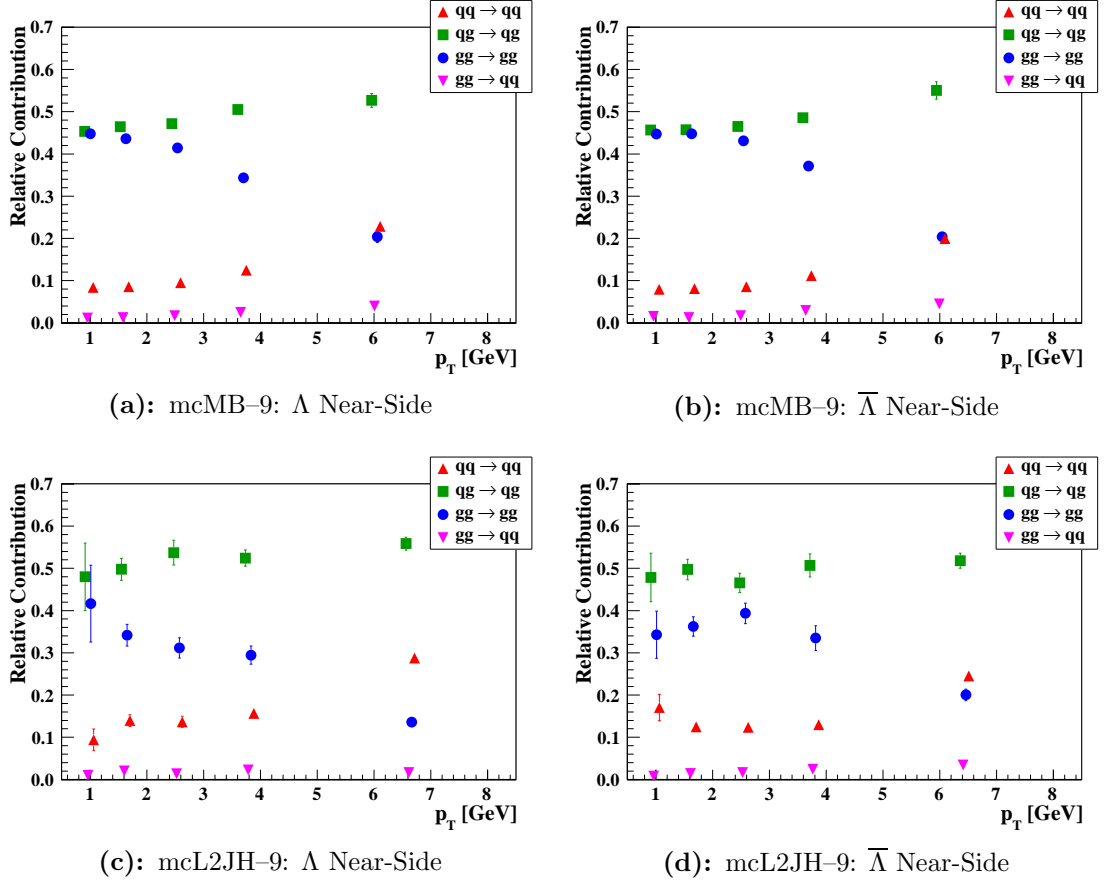 qq → qq
qg → qg
gg → gg
gg → qq
Relative Contribution
0.7
0.6
0.5
0.4
0.3
0.2
0.1
0.0
1 2 3 4 5 6 7 8
p_T [GeV]
(a): mcMB–9: Λ Near-Side
qq → qq
qg → qg
gg → gg
gg → qq
Relative Contribution
0.7
0.6
0.5
0.4
0.3
0.2
0.1
0.0
1 2 3 4 5 6 7 8
p_T [GeV]
(b): mcMB–9: Λ̅ Near-Side
qq → qq
qg → qg
gg → gg
gg → qq
Relative Contribution
0.7
0.6
0.5
0.4
0.3
0.2
0.1
0.0
1 2 3 4 5 6 7 8
p_T [GeV]
(c): mcL2JH–9: Λ Near-Side
qq → qq
qg → qg
gg → gg
gg → qq
Relative Contribution
0.7
0.6
0.5
0.4
0.3
0.2
0.1
0.0
1 2 3 4 5 6 7 8
p_T [GeV]
(d): mcL2JH–9: Λ̅ Near-Side